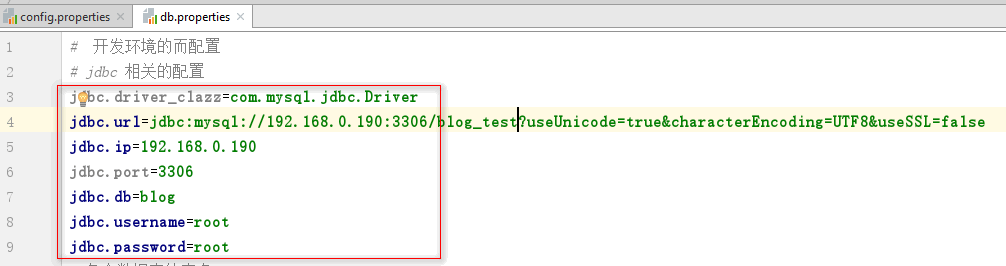 config.properties db.properties
1 # 开发环境的而配置
2 # jdbc 相关的配置
3 jdbc.driver_clazz=com.mysql.jdbc.Driver
4 jdbc.url=jdbc:mysql://192.168.0.190:3306/blog_test?useUnicode=true&characterEncoding=UTF8&useSSL=false
5 jdbc.ip=192.168.0.190
6 jdbc.port=3306
7 jdbc.db=blog
8 jdbc.username=root
9 jdbc.password=root